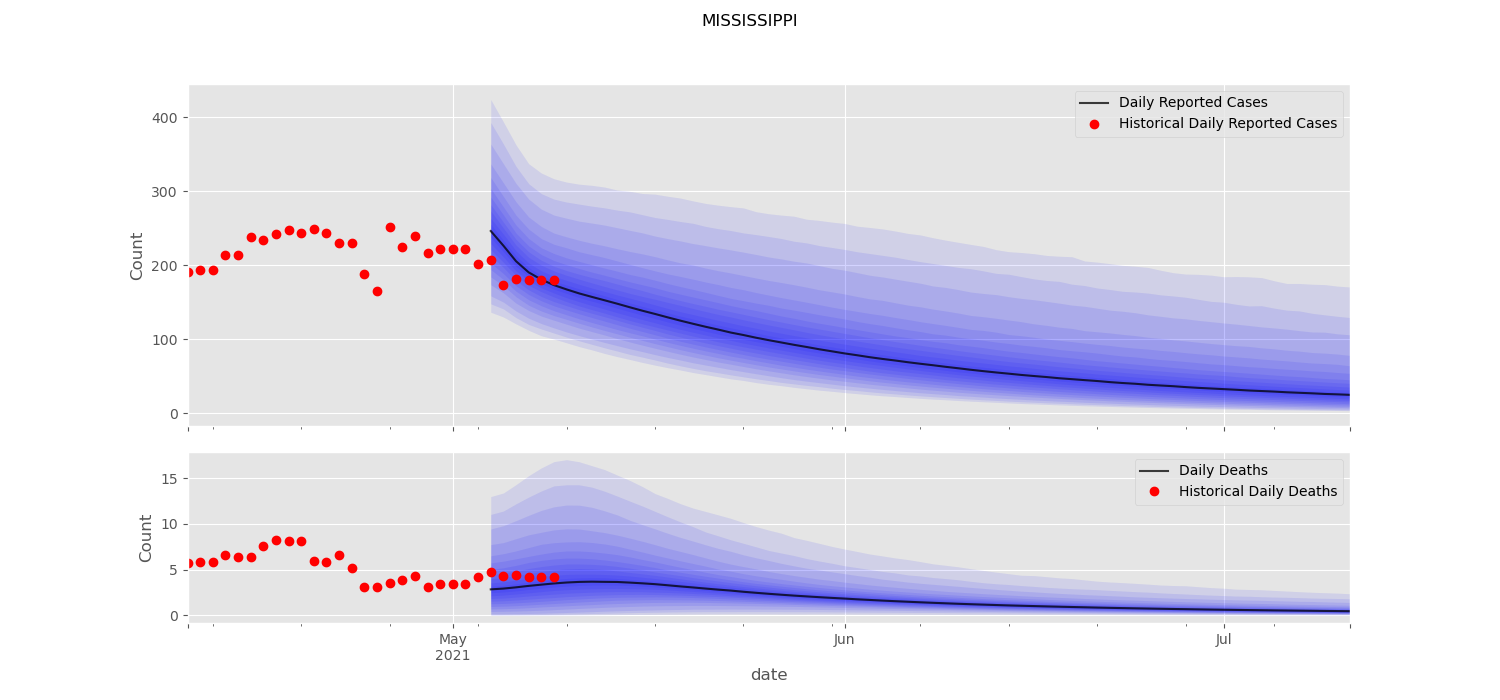 MISSISSIPPI
Count
400
300
200
100
0
Daily Reported Cases
Historical Daily Reported Cases
Count
15
10
5
0
Daily Deaths
Historical Daily Deaths
May
2021
Jun
Jul
date